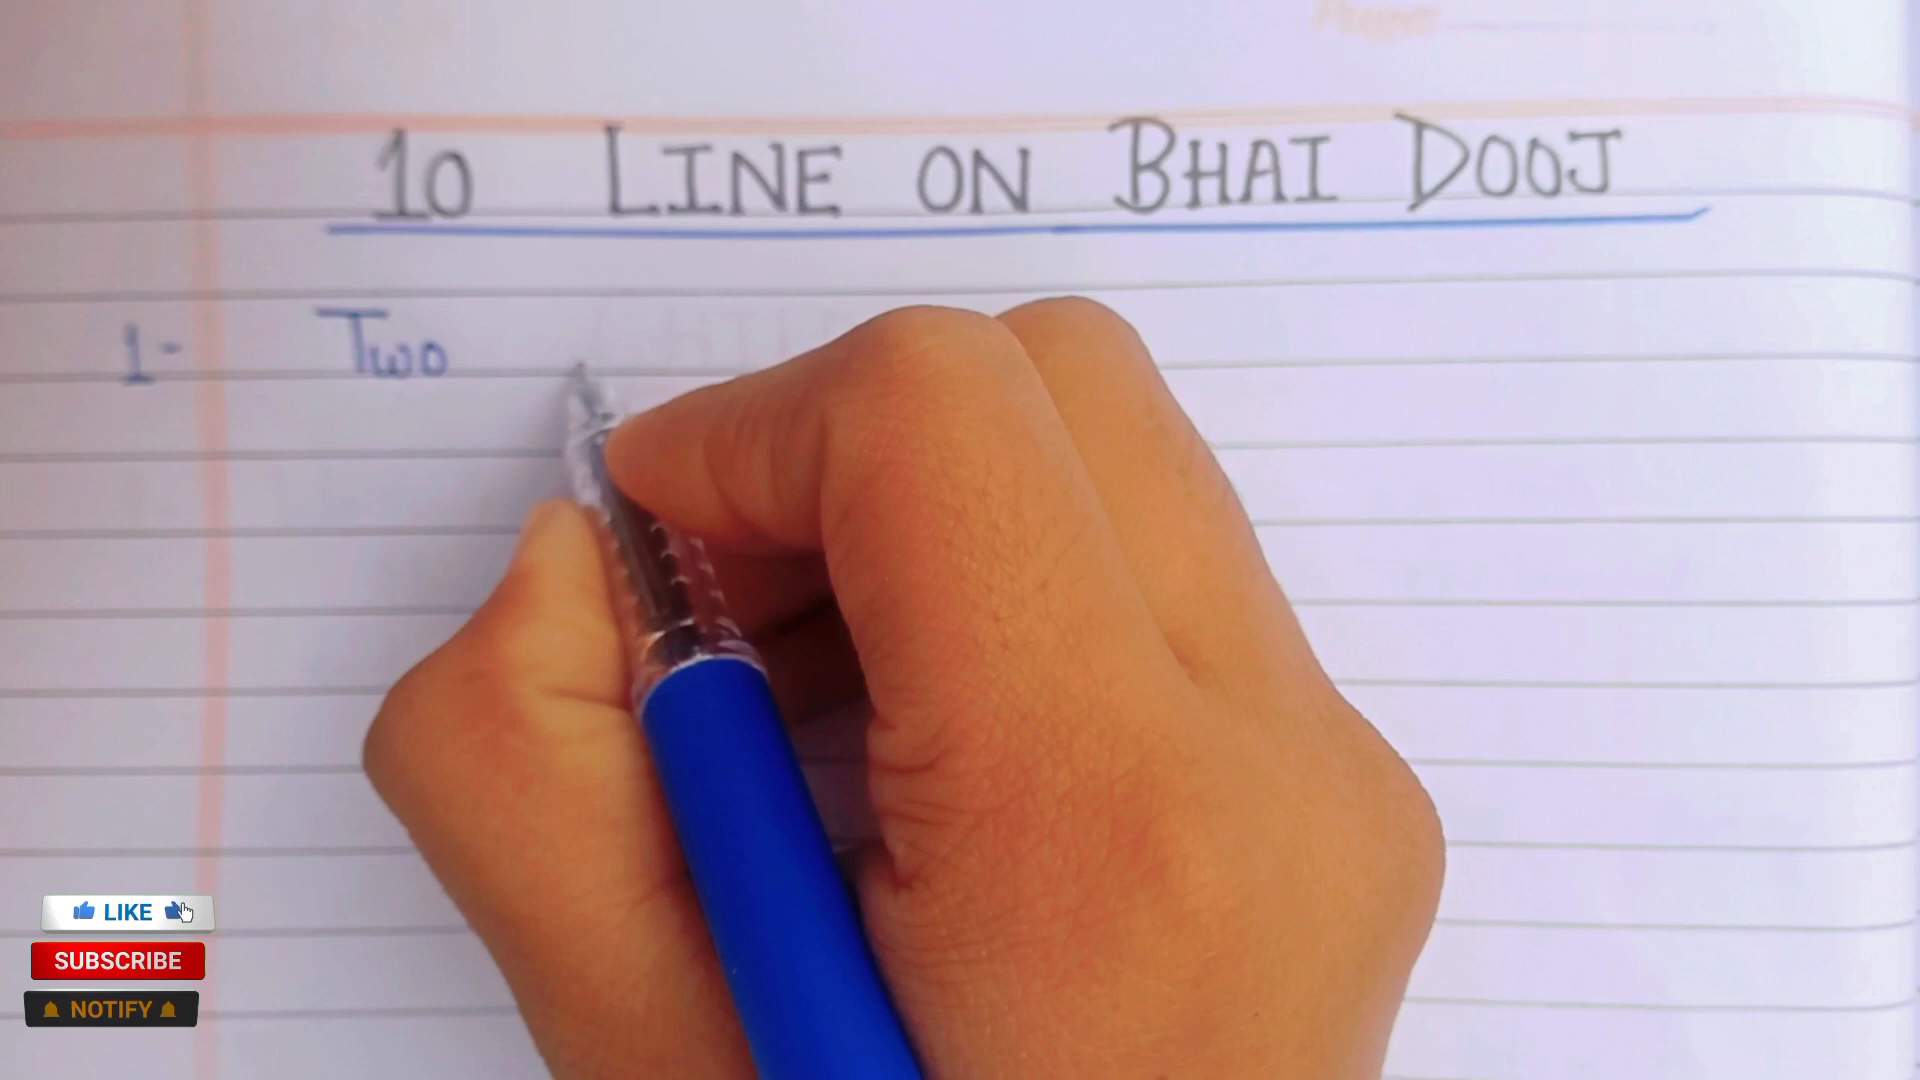 10 LINE ON BHAI DOOJ
1- Two
LIKE
SUBSCRIBE
NOTIFY